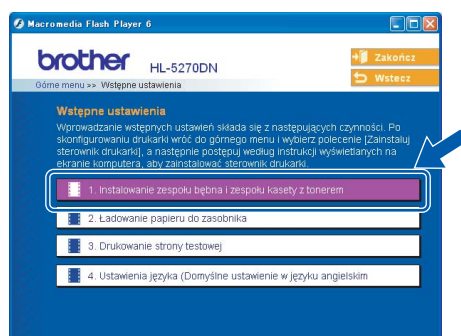 Macromedia Flash Player 6
brother HL-5270DN
Zakończ
Wstecz
Górne menu >> Wstępne ustawienia
Wstępne ustawienia
Wprowadzanie wstępnych ustawień składa się z następujących czynności. Po
skonfigurowaniu drukarki wróć do górnego menu i wybierz polecenie [Zainstaluj
sterownik drukarki], a następnie postępuj według instrukcji wyświetlanych na
ekranie komputera, aby zainstalować sterownik drukarki.
1. Instalowanie zespołu bębna i zespołu kasety z tonerem
2. Ładowanie papieru do zasobnika
3. Drukowanie strony testowej
4. Ustawienia języka (Domyślne ustawienie w języku angielskim